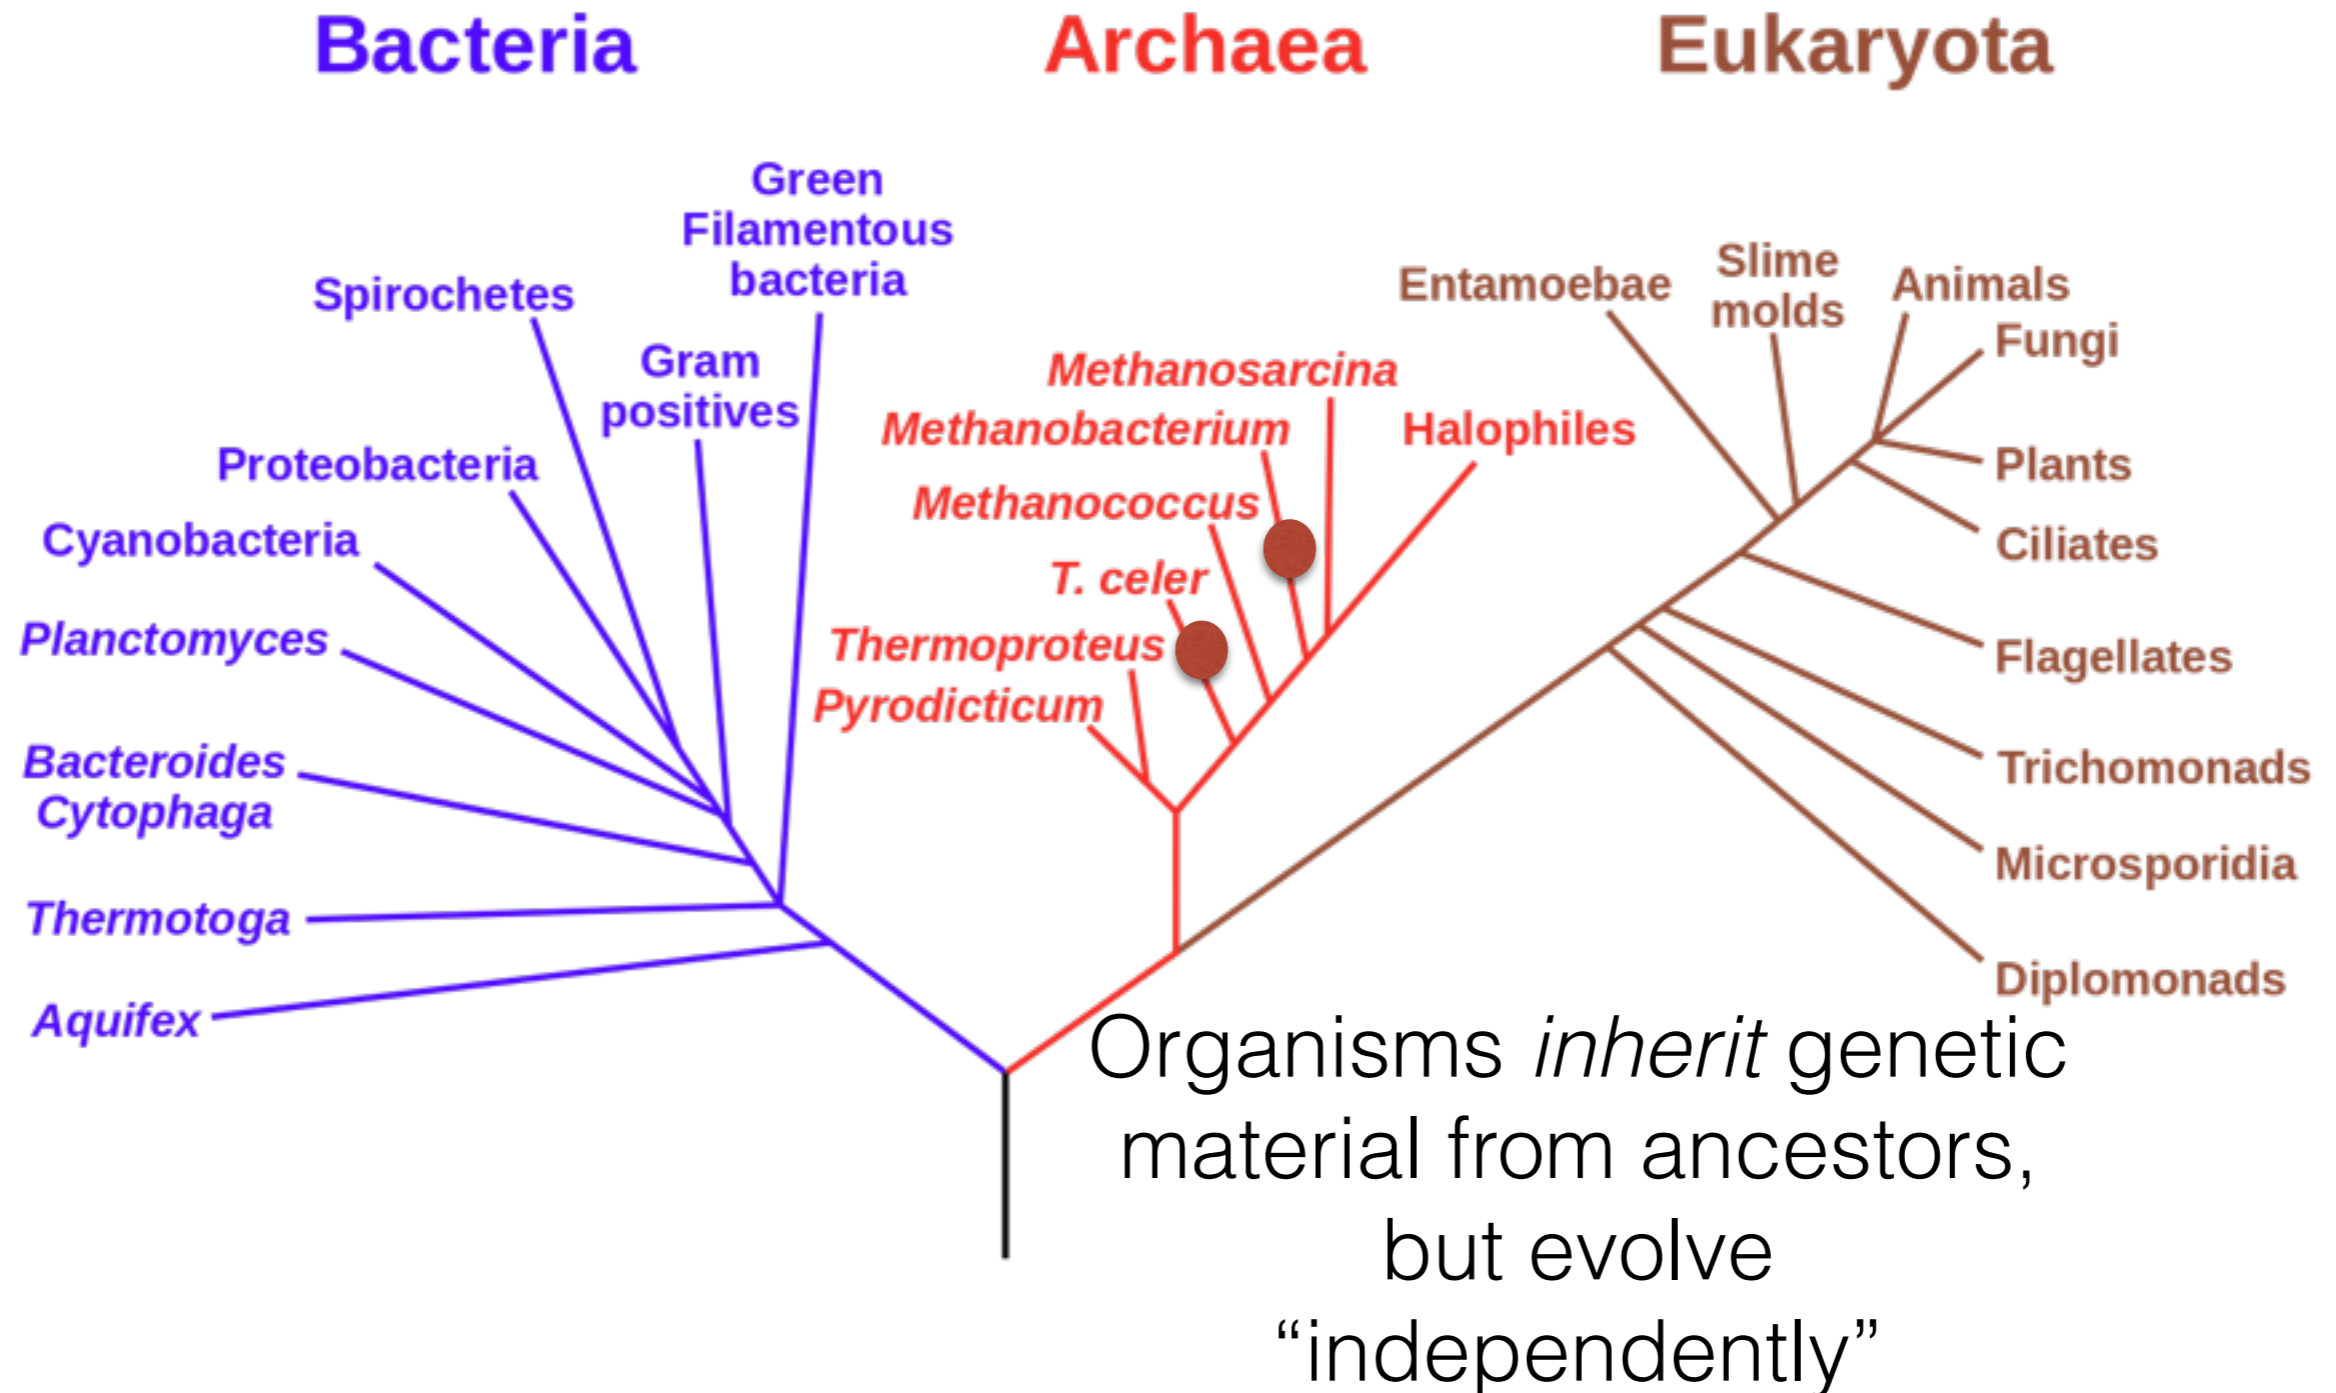 Bacteria
Archaea
Eukaryota
Green
Filamentous
bacteria
Spirochetes
Gram
positives
Proteobacteria
Cyanobacteria
Planctomyces
Bacteroides
Cytophaga
Thermotoga
Aquifex
Methanosarcina
Methanobacterium
Halophiles
Methanococcus
T. celer
Thermoproteus
Pyrodicticum
Entamoebae
Slime
molds
Animals
Fungi
Plants
Ciliates
Flagellates
Trichomonads
Microsporidia
Diplomonads
Organisms inherit genetic
material from ancestors,
but evolve
“independently”